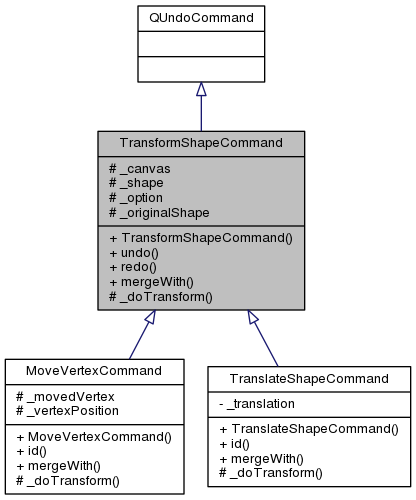 QUndoCommand
TransformShapeCommand
# _canvas
# _shape
# _option
# _originalShape
+ TransformShapeCommand()
+ undo()
+ redo()
+ mergeWith()
# _doTransform()
MoveVertexCommand
# _movedVertex
# _vertexPosition
+ MoveVertexCommand()
+ id()
+ mergeWith()
# _doTransform()
TranslateShapeCommand
- _translation
+ TranslateShapeCommand()
+ id()
+ mergeWith()
# _doTransform()